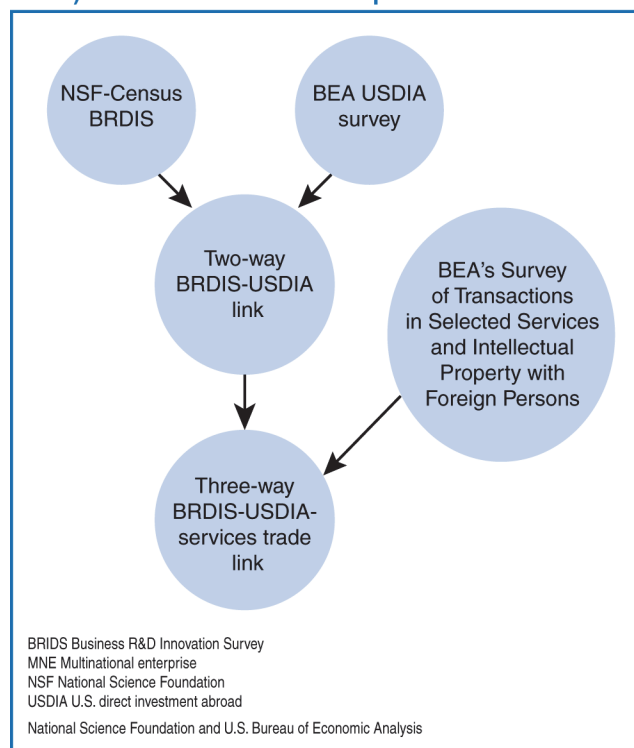 NSF-Census
BRDIS
BEA USDIA
survey
Two-way
BRDIS-USDIA
link
BEA's Survey
of Transactions
in Selected Services
and Intellectual
Property with
Foreign Persons
Three-way
BRDIS-USDIA-
services trade
link
BRIDS Business R&D Innovation Survey
MNE Multinational enterprise
NSF National Science Foundation
USDIA U.S. direct investment abroad
National Science Foundation and U.S. Bureau of Economic Analysis